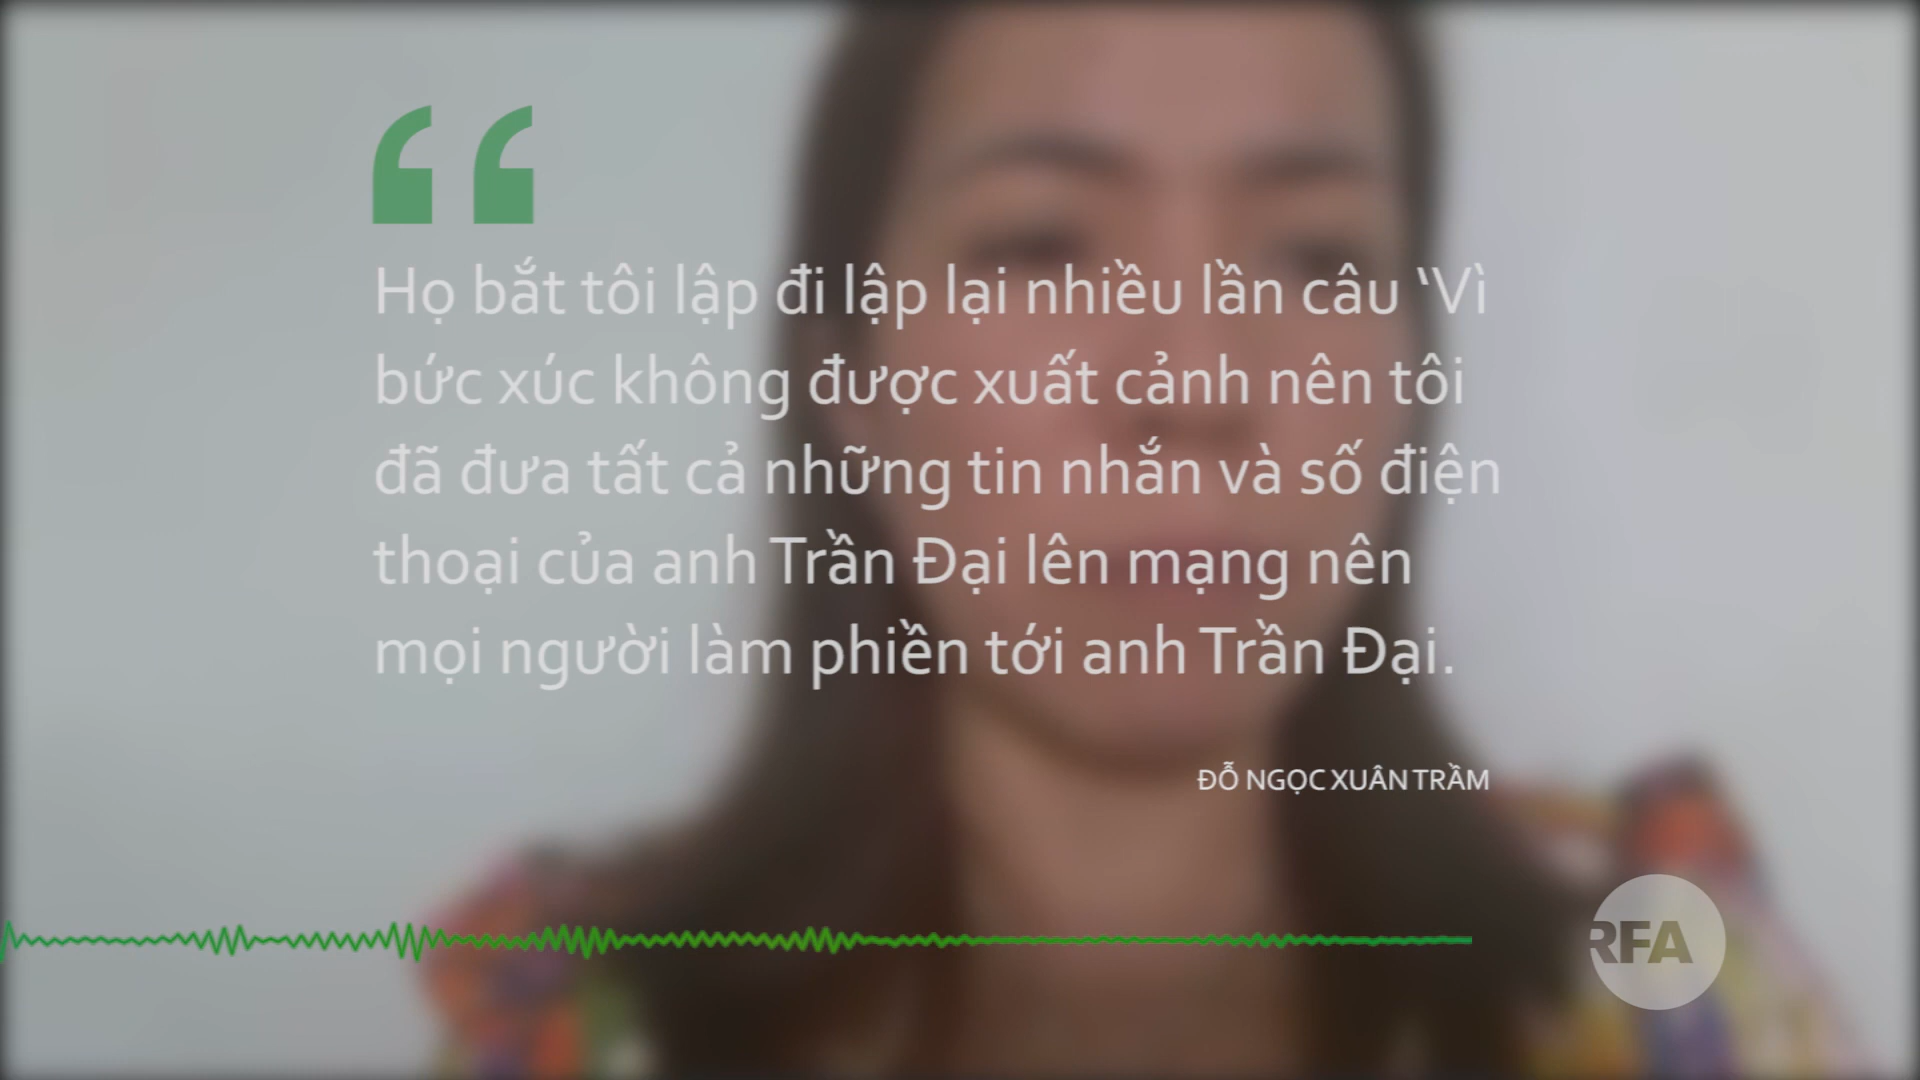 “
Họ bắt tôi lập đi lập lại nhiều lần câu ‘Vì
bức xúc không được xuất cảnh nên tôi
đã đưa tất cả những tin nhắn và số điện
thoại của anh Trần Đại lên mạng nên
mọi người làm phiền tới anh Trần Đại.
ĐỖ NGỌC XUÂN TRẦM
RFA